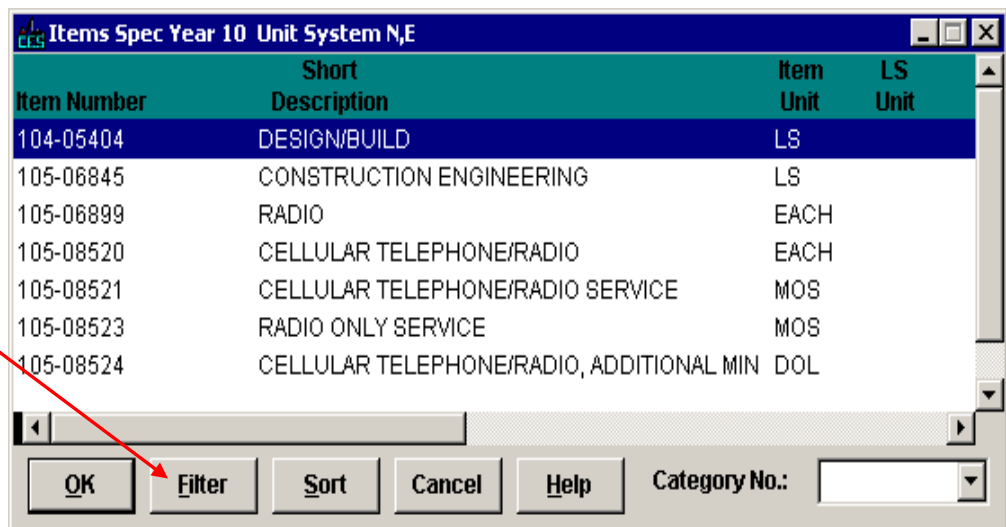 CES Items Spec Year 10 Unit System N,E
Short Item LS
Item Number Description Unit Unit
104-05404 DESIGN/BUILD LS
105-06845 CONSTRUCTION ENGINEERING LS
105-06899 RADIO EACH
105-08520 CELLULAR TELEPHONE/RADIO EACH
105-08521 CELLULAR TELEPHONE/RADIO SERVICE MOS
105-08523 RADIO ONLY SERVICE MOS
105-08524 CELLULAR TELEPHONE/RADIO, ADDITIONAL MIN DOL
OK Filter Sort Cancel Help Category No.: